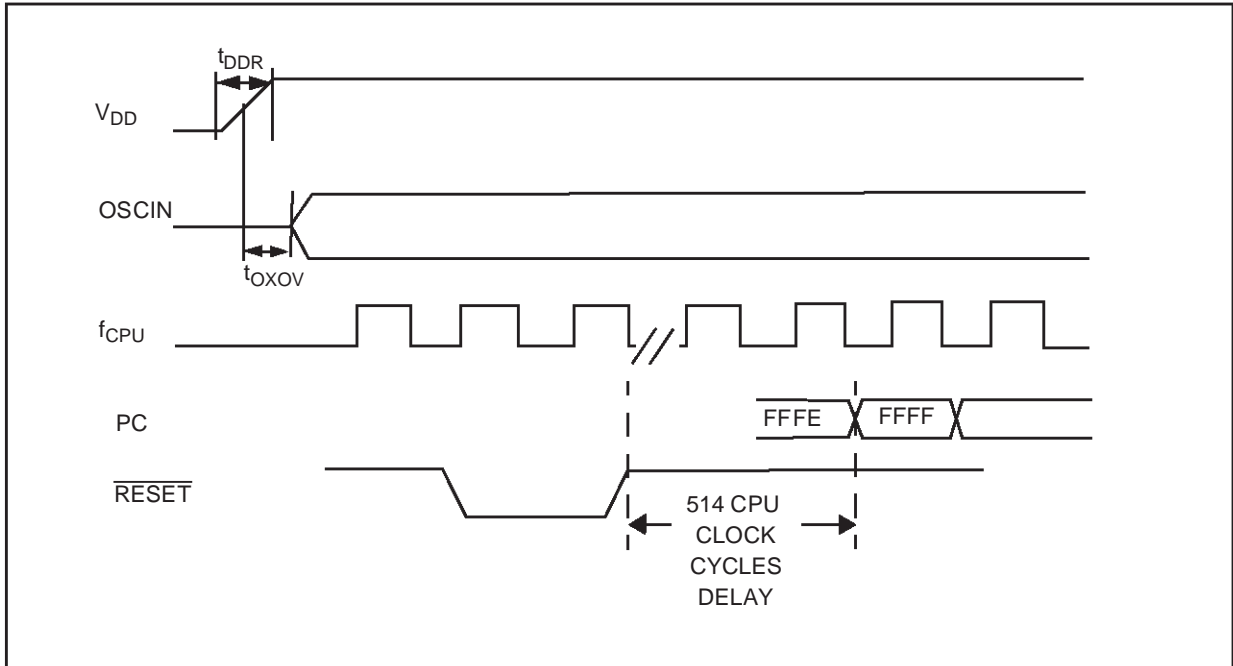 tDDR
VDD
OSCIN
tOXOV
fCPU
PC
FFFE
FFFF
RESET
514 CPU
CLOCK
CYCLES
DELAY